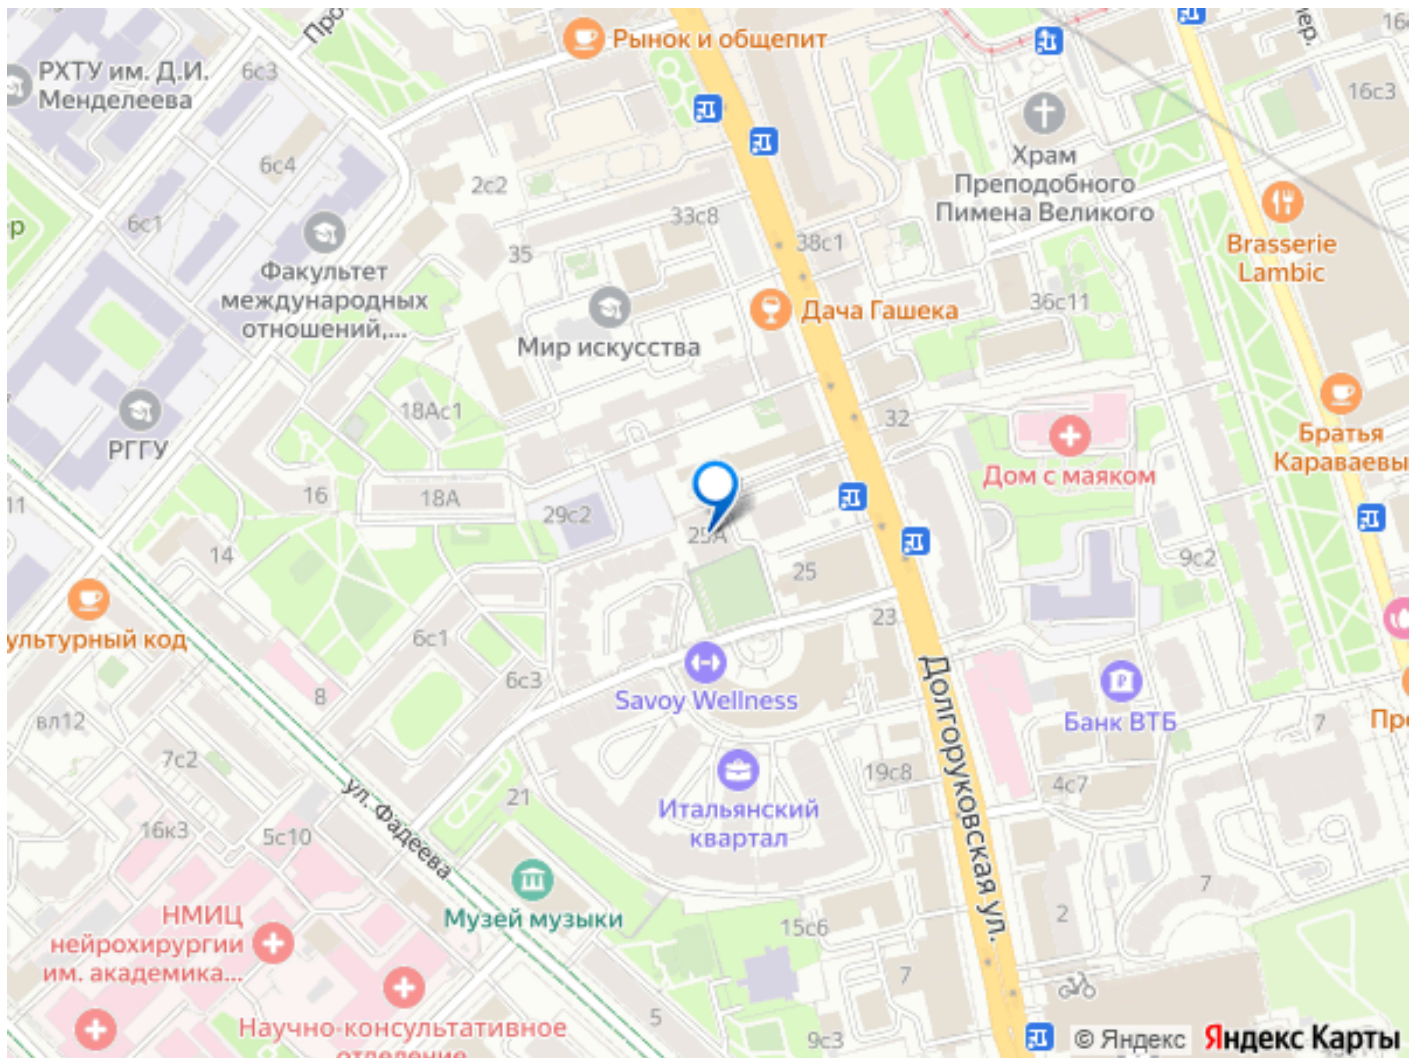 Рынок и общепит
РХТУ им. Д.И.
Менделеева
6с3
16с3
Храм
Преподобного
Пимена Великого
6с4
2с2
33с8
38с1
6с1
35
Brasserie
Lambic
Факультет
международных
отношений,...
36с11
Дача Гашека
Мир искусства
18Ас1
32
РГГУ
Братья
Караваевы
Дом с маяком
16
18А
29с2
11
25А
14
25
9с2
23
ультурный код
6с1
8
6с3
Savoy Wellness
Банк ВТБ
вл12
7с2
7
Долгоруковская ул.
19с8
4с7
21
Итальянский
квартал
ул. Фадеева
16к3
5с10
7
Музей музыки
НМИЦ
нейрохирургии
им. академика...
15с6
2
7
Научно-консультативное
отделение
5
9с3
© Яндекс Яндекс Карты